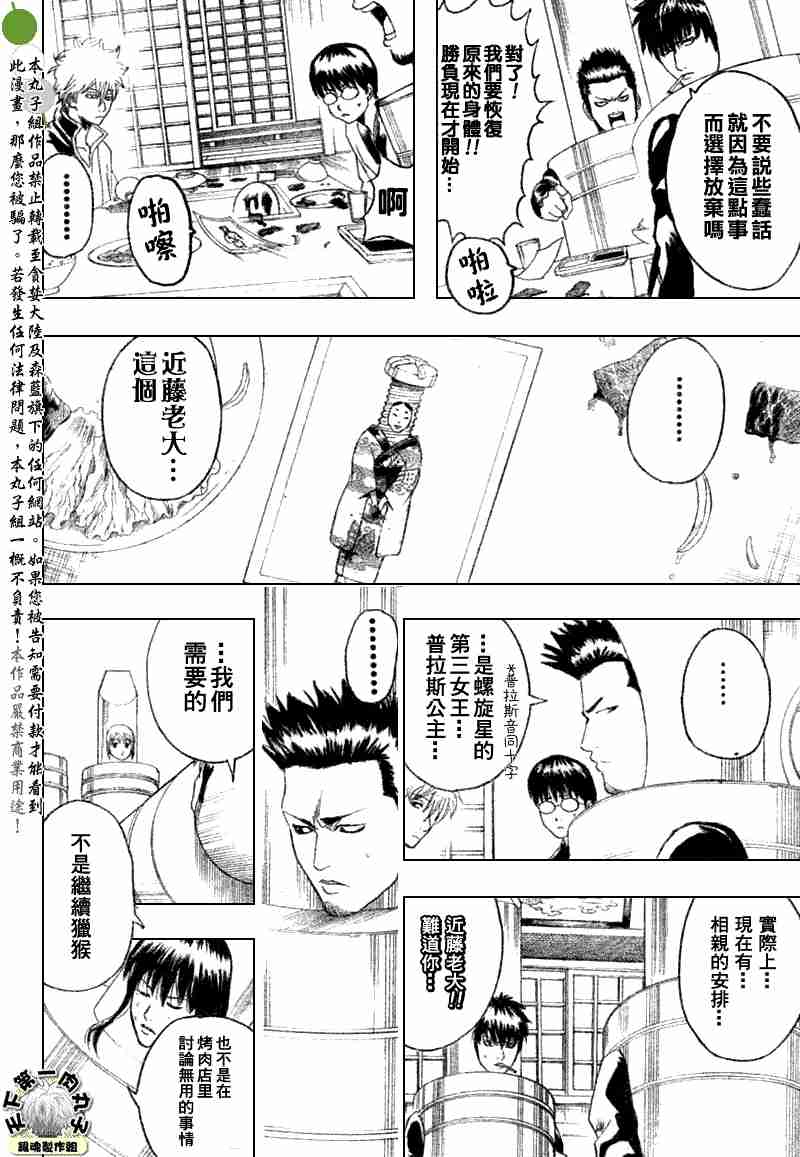 不要說些蠢話
就因為這點事
而選擇放棄嗎
對了！
我們要恢復
原來的身體!!
勝負現在才開始…
啪啦
啊
啪嚓
………
………
近藤老大…
這個
…是螺旋星的
第三女王…
普拉斯公主…
*普拉斯音同十字
實際上…
現在有…
相親的安排…
近藤老大!!
難道你…
………
…我們
需要的
不是繼續獵猴
也不是在
烤肉店里
討論無用的事情
本丸子組作品禁止轉載至貪婪大陸及森藍旗下的任何網站。如果您被告知需要付款才能看到
此漫畫，那麼您被騙了。若發生任何法律問題，本丸子組一概不負責！本作品嚴禁商業用途！
天下第一肉丸子
銀魂製作組